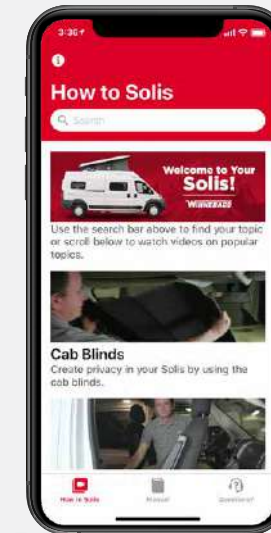 3:36
How to Solis
Search
Welcome to Your
Solis!
WINNEBAGO
Use the search bar above to find your topic
or scroll below to watch videos on popular
topics.
Cab Blinds
Create privacy in your Solis by using the
cab blinds.
How to Solis
Manual
Questions?